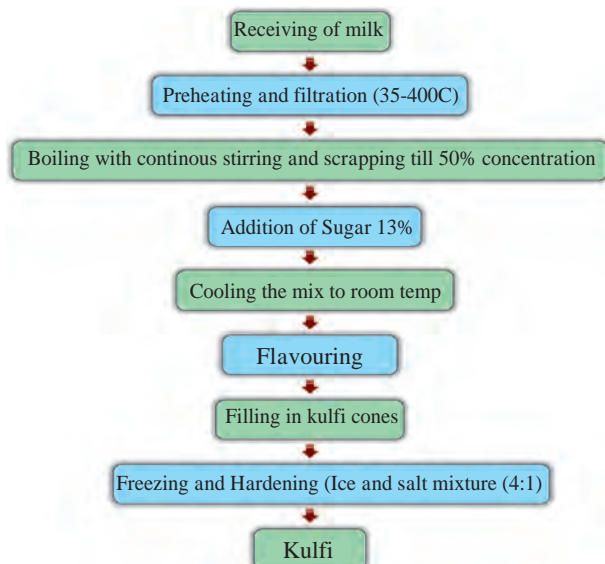 Receiving of milk
Preheating and filtration (35-400C)
Boiling with continous stirring and scrapping till 50% concentration
Addition of Sugar 13%
Cooling the mix to room temp
Flavouring
Filling in kulfi cones
Freezing and Hardening (Ice and salt mixture (4:1)
Kulfi